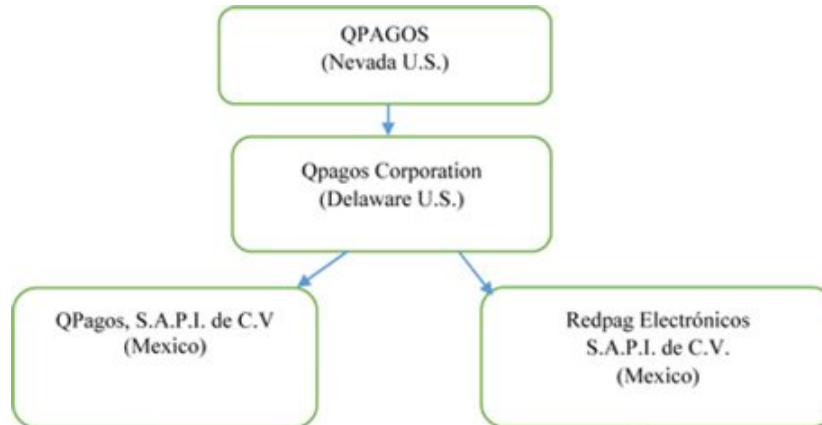 QPAGOS
(Nevada U.S.)
Qpagos Corporation
(Delaware U.S.)
QPagos, S.A.P.I. de C.V
(Mexico)
Redpag Electrónicos
S.A.P.I. de C.V.
(Mexico)